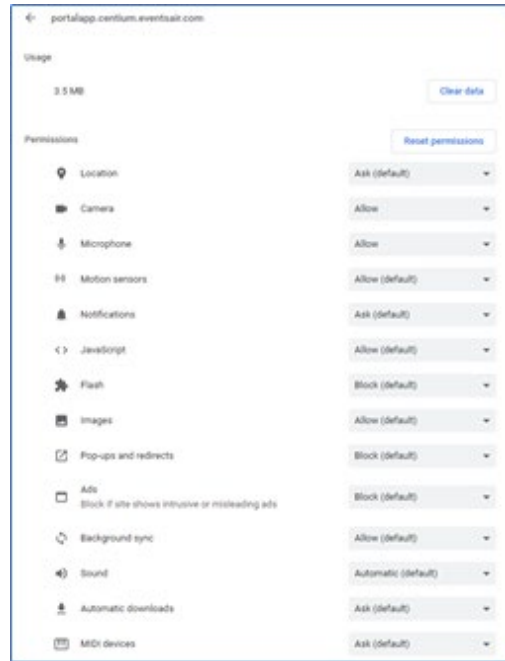 portalapp.centium.eventsair.com
Usage
3.5 MB Clear data
Permissions Reset permissions
Location Ask (default)
Camera Allow
Microphone Allow
Motion sensors Allow (default)
Notifications Ask (default)
JavaScript Allow (default)
Flash Block (default)
Images Allow (default)
Pop-ups and redirects Block (default)
Ads
Block if site shows intrusive or misleading ads Block (default)
Background sync Allow (default)
Sound Automatic (default)
Automatic downloads Ask (default)
MIDI devices Ask (default)